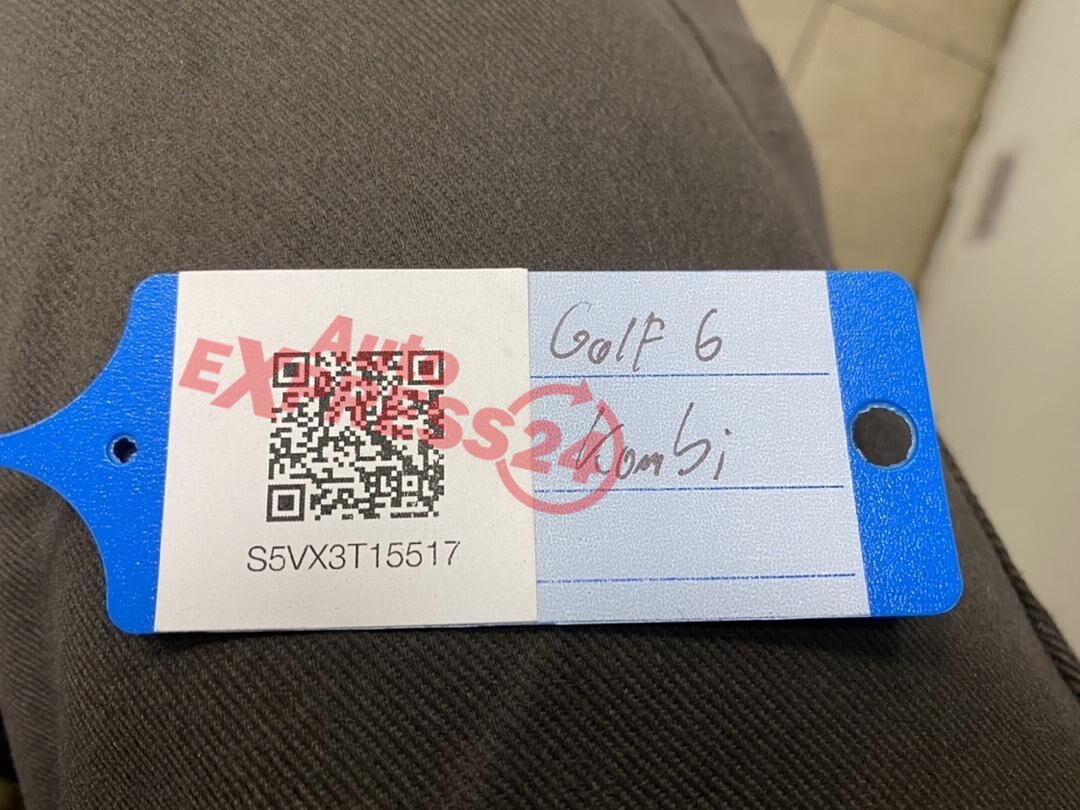 Auto
EXPRESS24
S5VX3T15517
Golf 6
Kombi